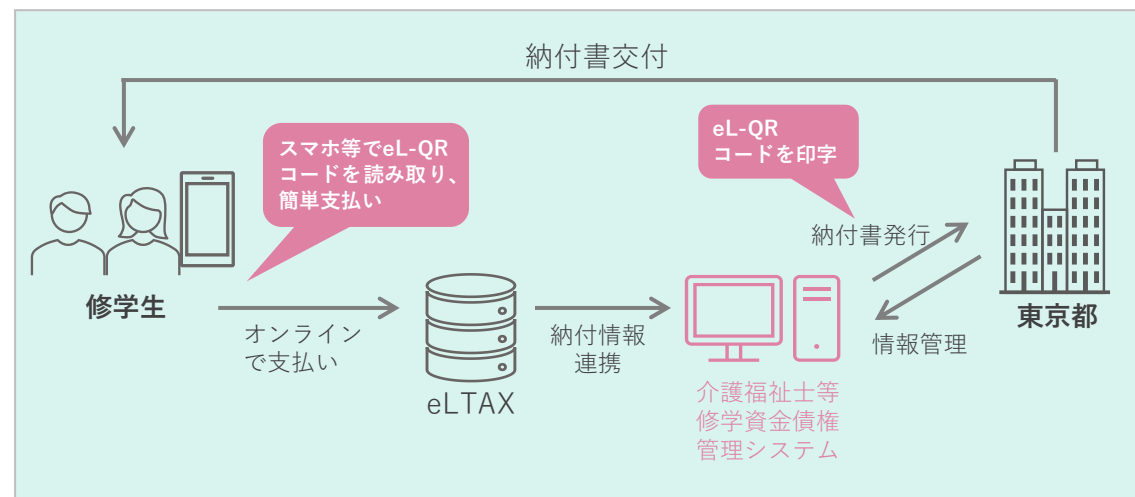 納付書交付
スマホ等でeL-QR
コードを読み取り、
簡単支払い
eL-QR
コードを印字
納付書発行
修学生
オンライン
で支払い
eLTAX
納付情報
連携
介護福祉士等
修学資金債権
管理システム
情報管理
東京都